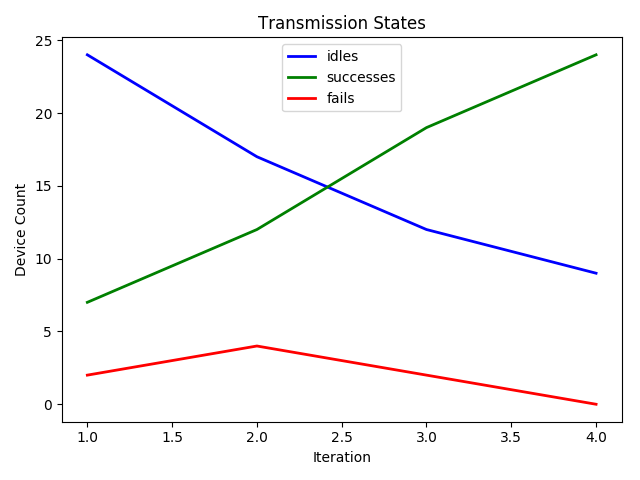 Transmission States
idles
successes
fails
Device Count
25
20
15
10
5
0
1.0 1.5 2.0 2.5 3.0 3.5 4.0
Iteration